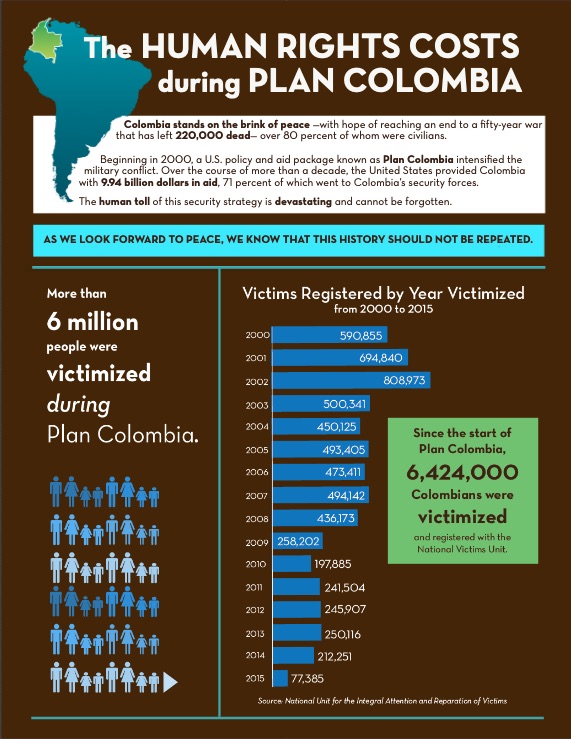 The HUMAN RIGHTS COSTS
during PLAN COLOMBIA
Colombia stands on the brink of peace —with hope of reaching an end to a fifty-year war
that has left 220,000 dead— over 80 percent of whom were civilians.
Beginning in 2000, a U.S. policy and aid package known as Plan Colombia intensified the
military conflict. Over the course of more than a decade, the United States provided Colombia
with 9.94 billion dollars in aid, 71 percent of which went to Colombia's security forces.
The human toll of this security strategy is devastating and cannot be forgotten.
AS WE LOOK FORWARD TO PEACE, WE KNOW THAT THIS HISTORY SHOULD NOT BE REPEATED.
More than
6 million
people were
victimized
during
Plan Colombia.
Victims Registered by Year Victimized
from 2000 to 2015
2000 590,855
2001 694,840
2002 808,973
2003 500,341
2004 450,125
2005 493,405
2006 473,411
2007 494,142
2008 436,173
2009 258,202
2010 197,885
2011 241,504
2012 245,907
2013 250,116
2014 212,251
2015 77,385
Since the start of
Plan Colombia,
6,424,000
Colombians were
victimized
and registered with the
National Victims Unit.
Source: National Unit for the Integral Attention and Reparation of Victims